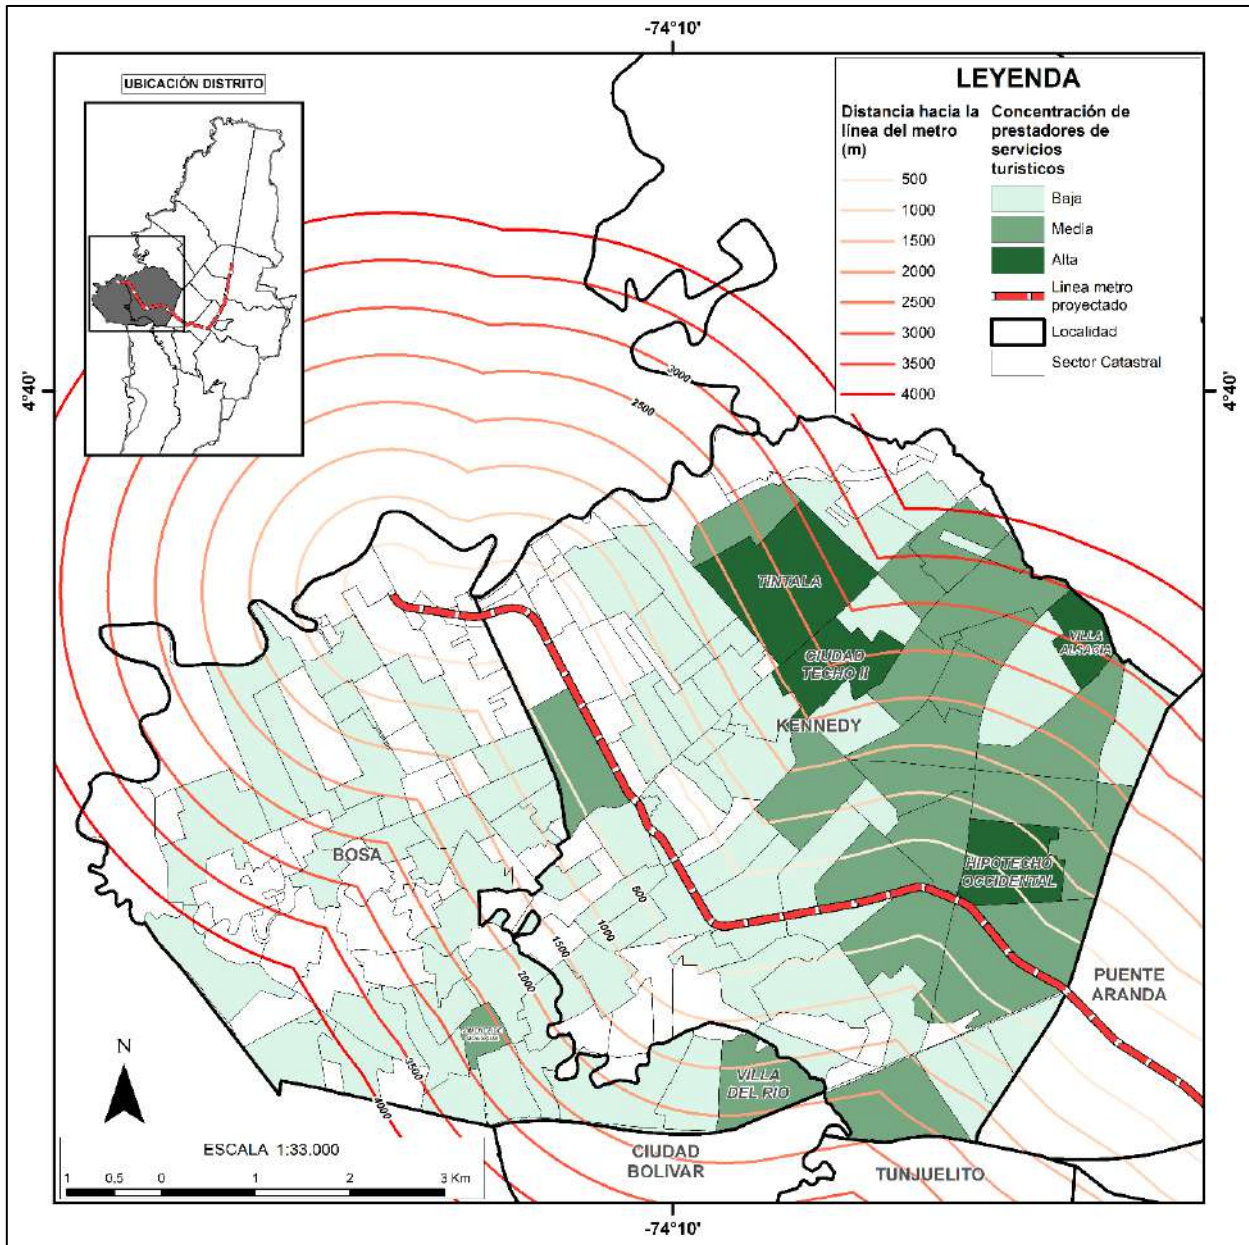 -74°10'
UBICACIÓN DISTRITO
LEYENDA
Distancia hacia la
línea del metro
(m)
500
1000
1500
2000
2500
3000
3500
4000
Concentración de
prestadores de
servicios
turisticos
Baja
Media
Alta
Linea metro
proyectado
Localidad
Sector Catastral
4°40'
4°40'
3000
2500
TINTALA
CIUDAD
TECHO II
VILLA
ALSACIA
KENNEDY
BOSA
HIPOTECHO
OCCIDENTAL
500
1000
1500
2000
3500
4000
PUENTE
ARANDA
VILLA
DEL RIO
CIUDAD
BOLIVAR
TUNJUELITO
N
ESCALA 1:33.000
1 0.5 0 1 2 3 Km
-74°10'